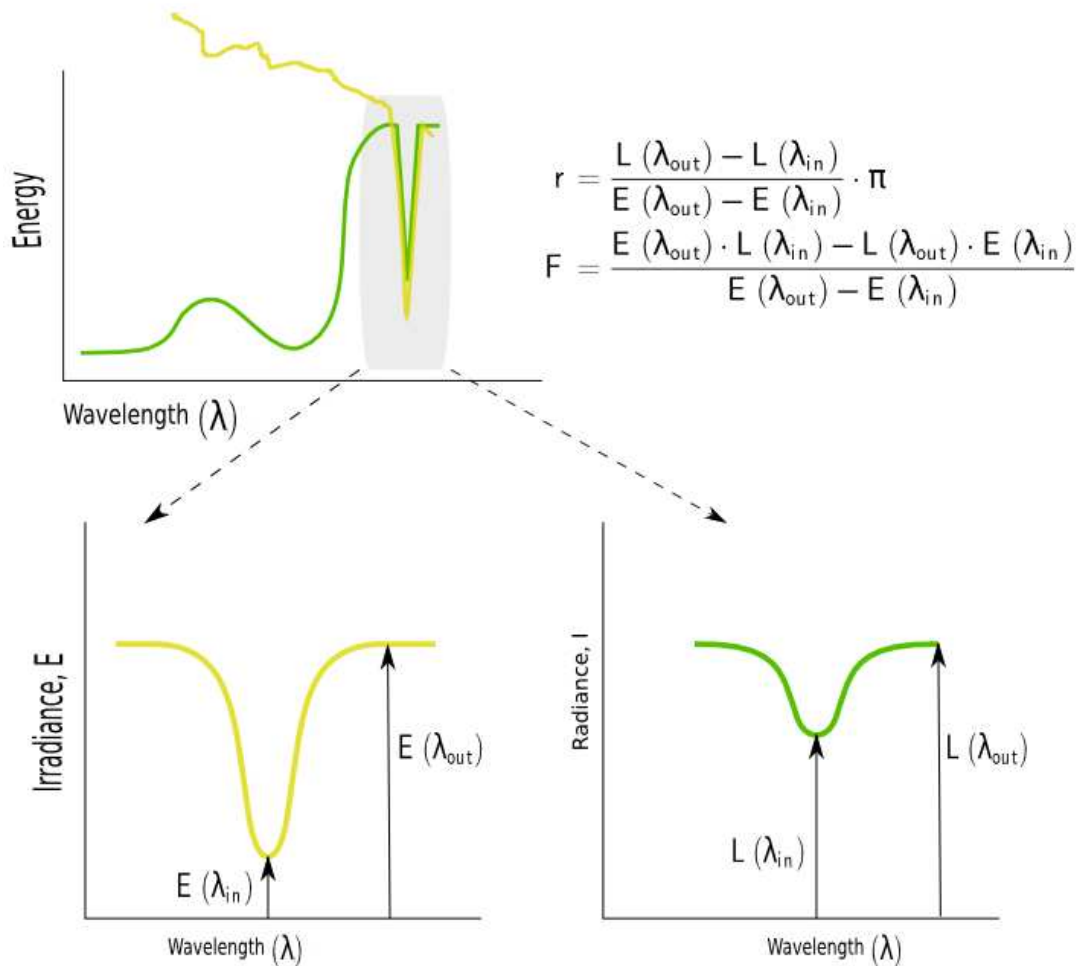 Energy
Wavelength (λ)
r = L (λout) − L (λin) / E (λout) − E (λin) · π
F = E (λout) · L (λin) − L (λout) · E (λin) / E (λout) − E (λin)
Irradiance, E
E (λin)
E (λout)
Wavelength (λ)
Radiance, I
L (λin)
L (λout)
Wavelength (λ)